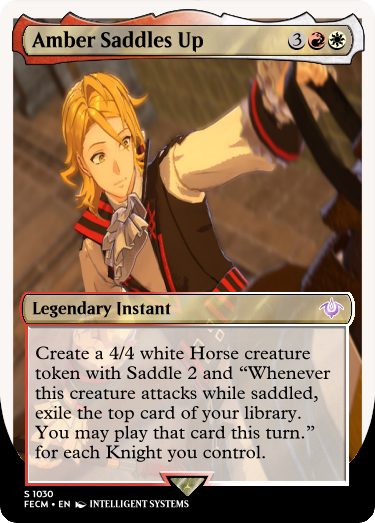 Amber Saddles Up 3
Legendary Instant
Create a 4/4 white Horse creature
token with Saddle 2 and “Whenever
this creature attacks while saddled,
exile the top card of your library.
You may play that card this turn.”
for each Knight you control.
S 1030
FECM • EN INTELLIGENT SYSTEMS